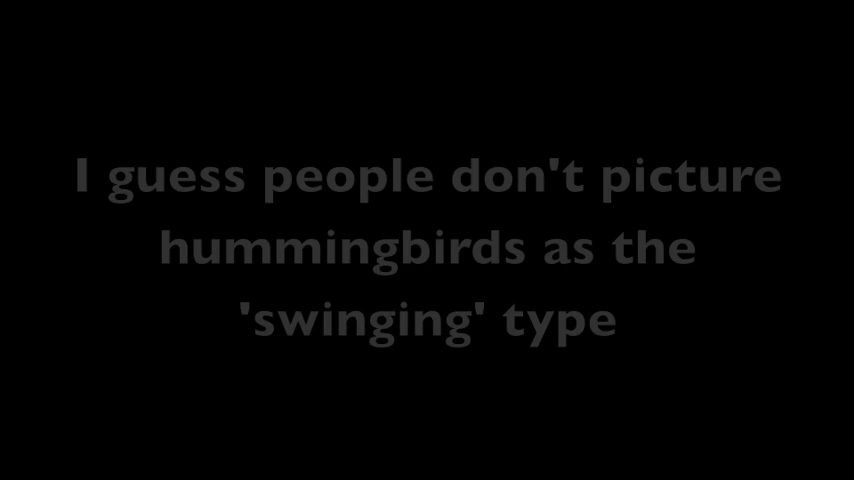 I guess people don't picture
hummingbirds as the
'swinging' type